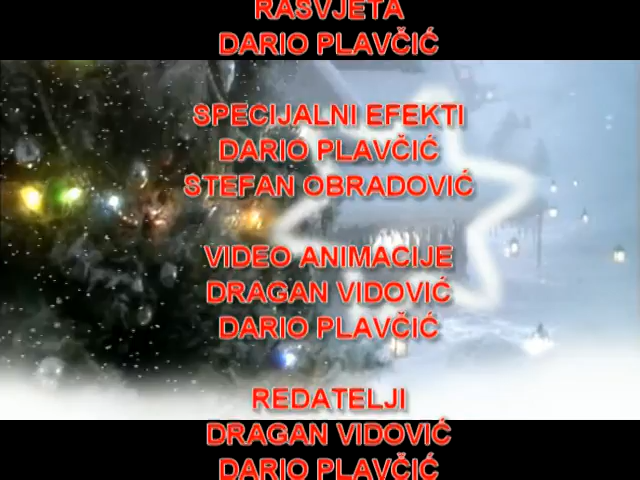 RASVJETA
DARIO PLAVČIĆ
SPECIJALNI EFEKTI
DARIO PLAVČIĆ
STEFAN OBRADOVIĆ
VIDEO ANIMACIJE
DRAGAN VIDOVIĆ
DARIO PLAVČIĆ
REDATELJI
DRAGAN VIDOVIĆ
DARIO PLAVČIĆ